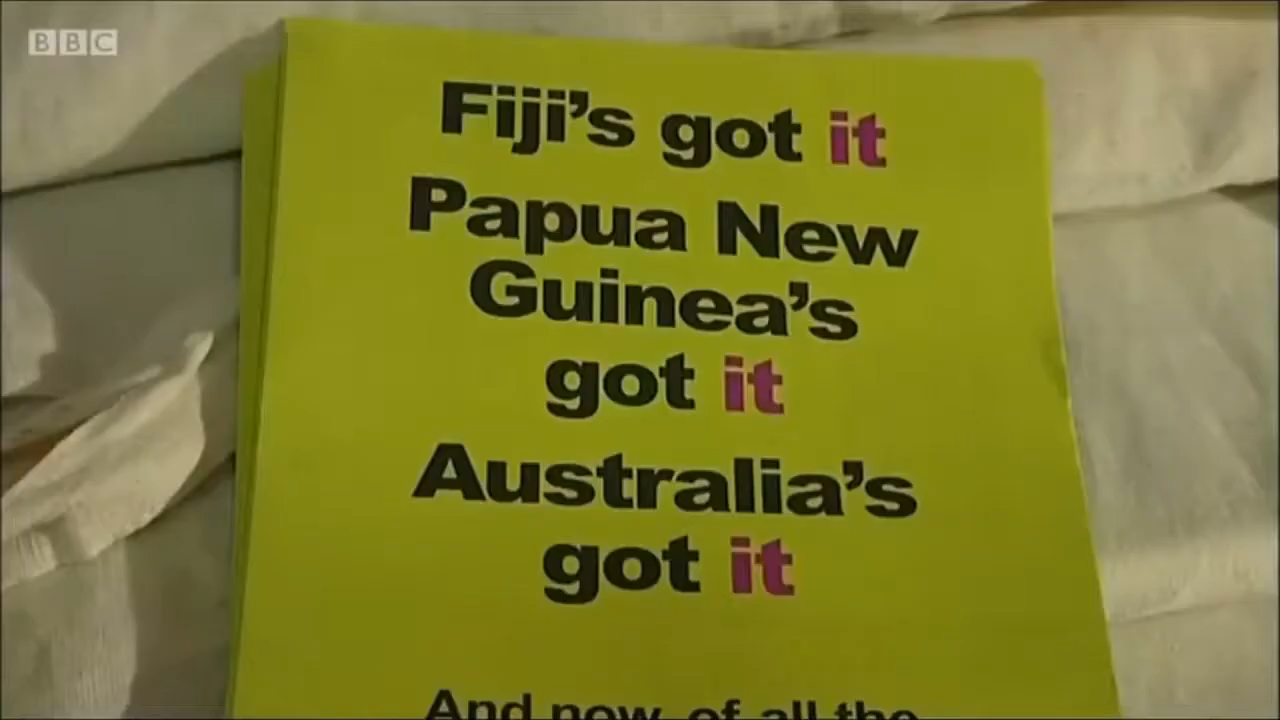 BBC
Fiji's got it
Papua New
Guinea's
got it
Australia's
got it
And now, of all the